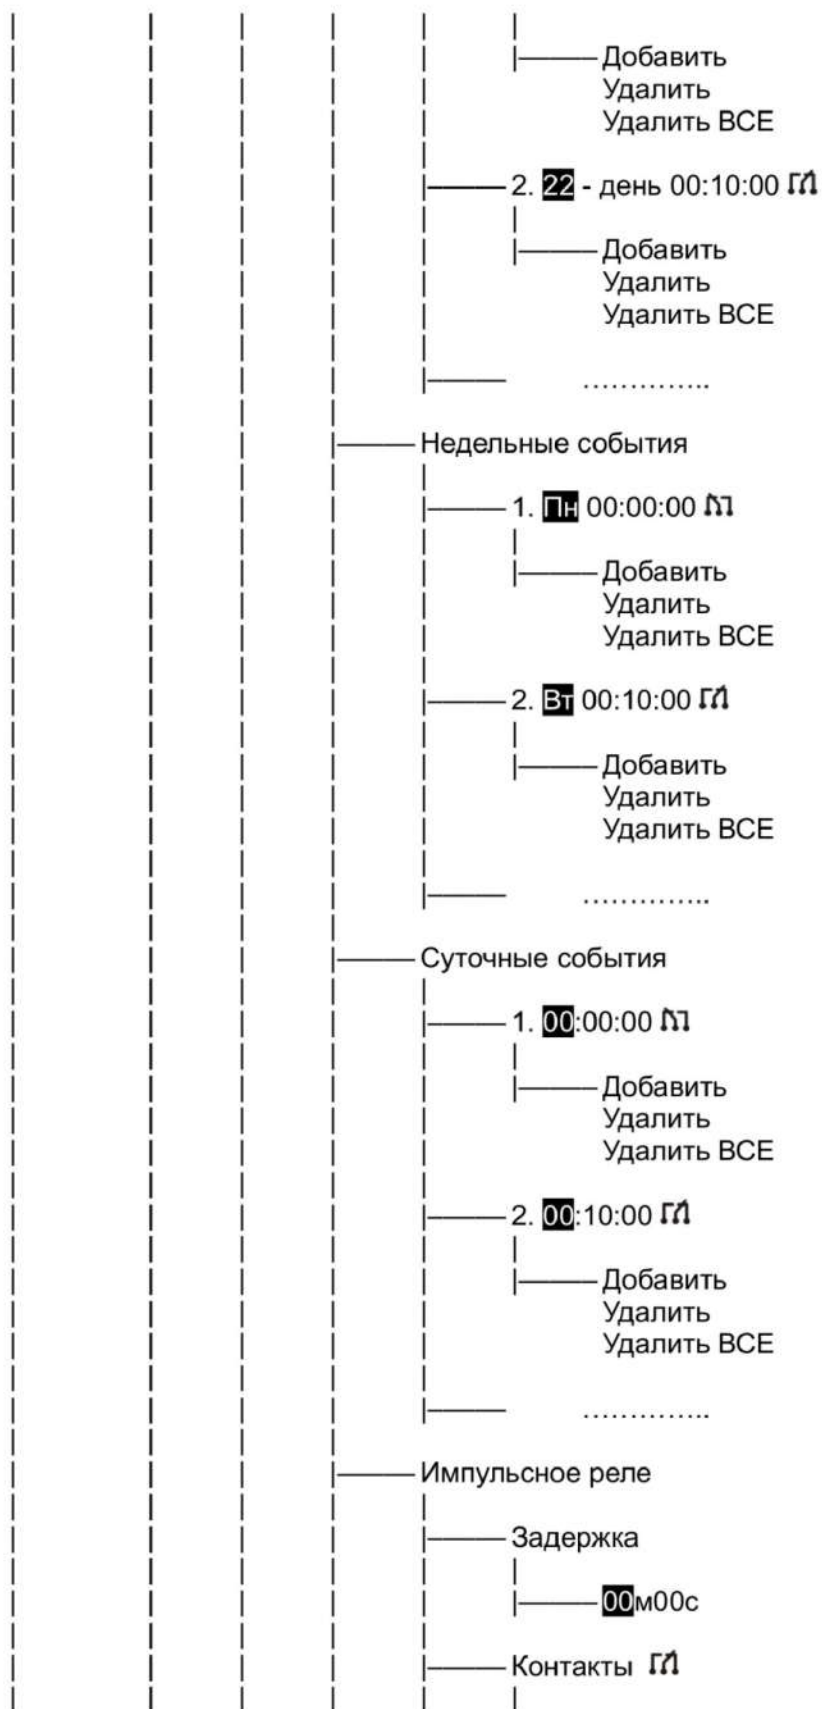 Добавить
Удалить
Удалить ВСЕ
2. 22 - день 00:10:00
Добавить
Удалить
Удалить ВСЕ
…………..
Недельные события
1. Пн 00:00:00
Добавить
Удалить
Удалить ВСЕ
2. Вт 00:10:00
Добавить
Удалить
Удалить ВСЕ
…………..
Суточные события
1. 00:00:00
Добавить
Удалить
Удалить ВСЕ
2. 00:10:00
Добавить
Удалить
Удалить ВСЕ
…………..
Импульсное реле
Задержка
00м00с
Контакты